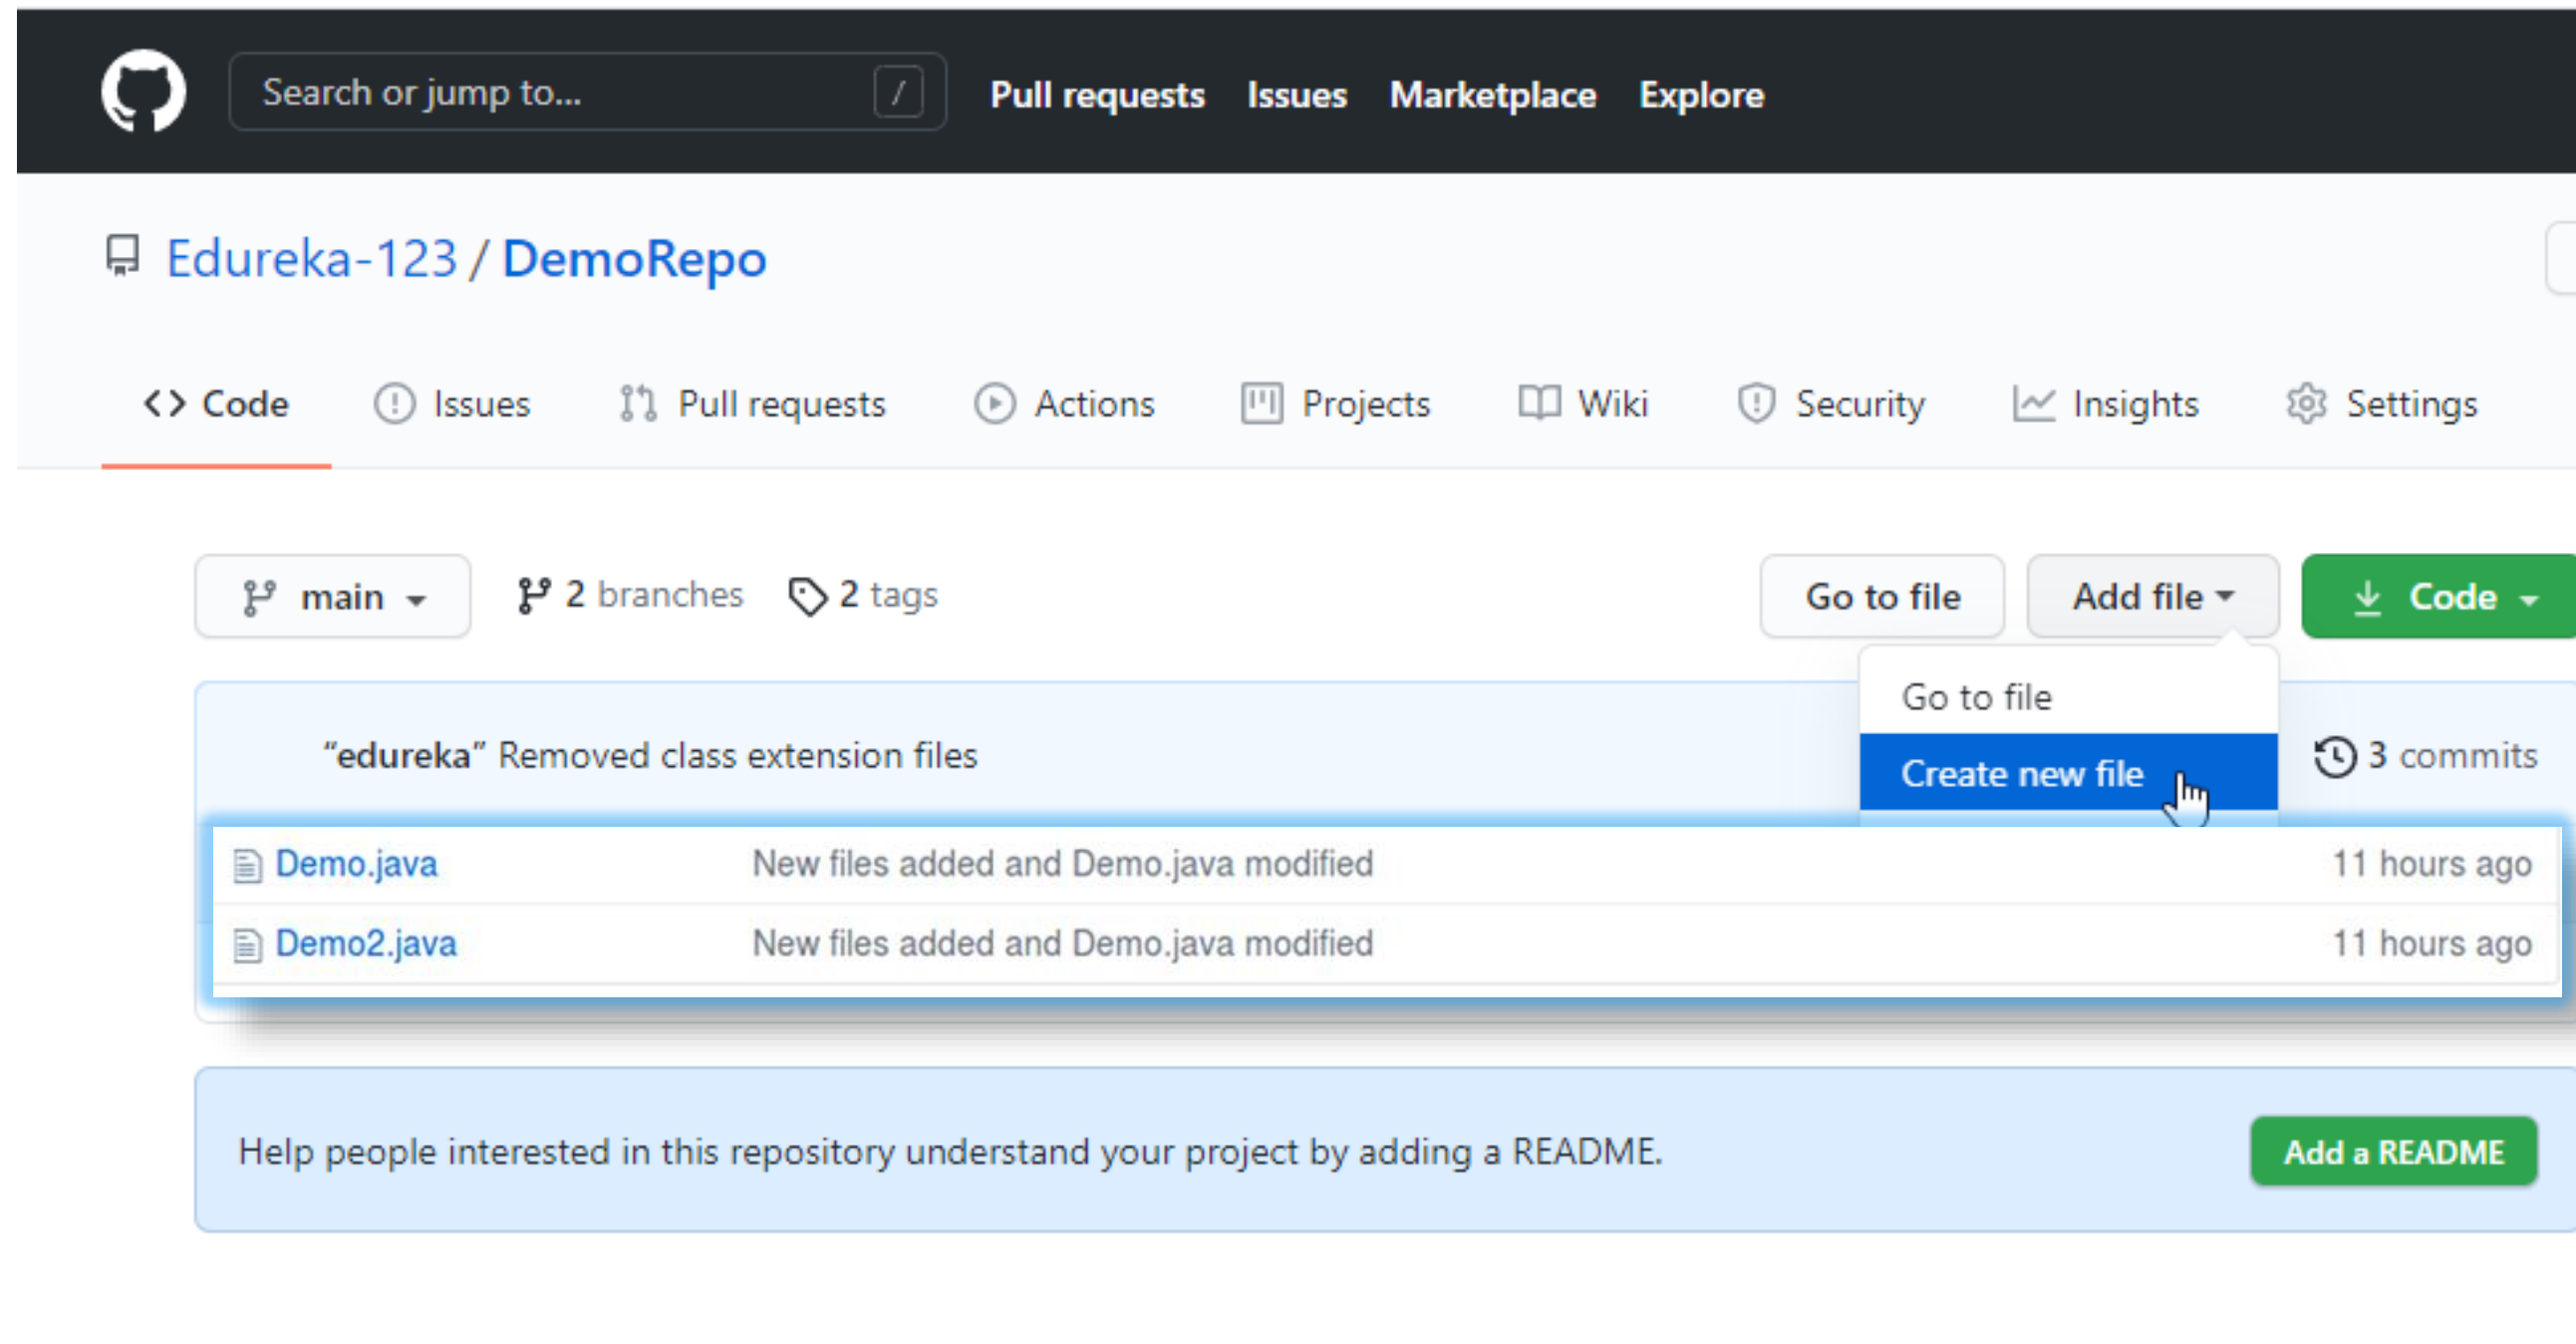 Search or jump to... / Pull requests Issues Marketplace Explore
Edureka-123 / DemoRepo
<> Code Issues Pull requests Actions Projects Wiki Security Insights Settings
main 2 branches 2 tags Go to file Add file Code
Go to file
“edureka” Removed class extension files Create new file 3 commits
Demo.java New files added and Demo.java modified 11 hours ago
Demo2.java New files added and Demo.java modified 11 hours ago
Help people interested in this repository understand your project by adding a README. Add a README